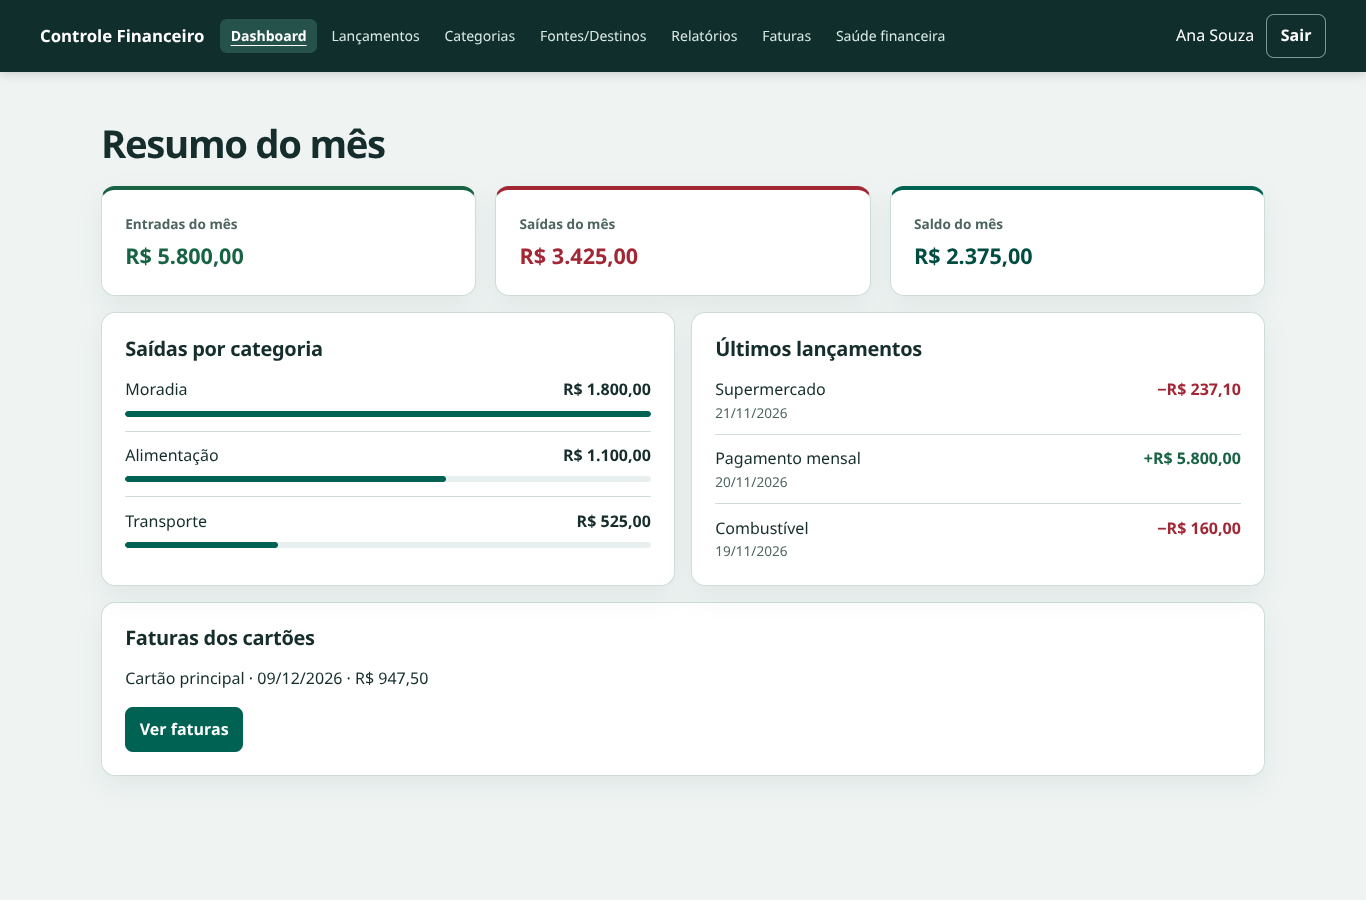 Controle Financeiro Dashboard Lançamentos Categorias Fontes/Destinos Relatórios Faturas Saúde financeira Ana Souza Sair
Resumo do mês
Entradas do mês
R$ 5.800,00
Saídas do mês
R$ 3.425,00
Saldo do mês
R$ 2.375,00
Saídas por categoria
Moradia R$ 1.800,00
Alimentação R$ 1.100,00
Transporte R$ 525,00
Últimos lançamentos
Supermercado −R$ 237,10
21/11/2026
Pagamento mensal +R$ 5.800,00
20/11/2026
Combustível −R$ 160,00
19/11/2026
Faturas dos cartões
Cartão principal · 09/12/2026 · R$ 947,50
Ver faturas